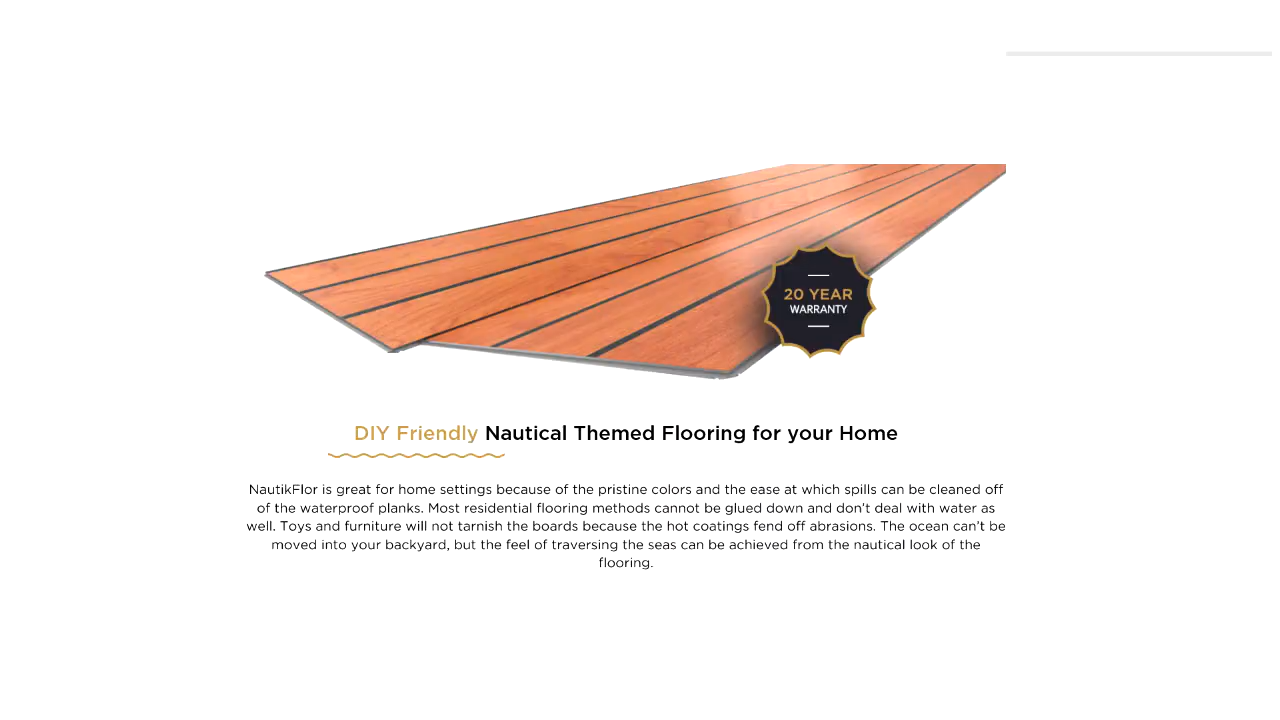 20 YEAR
WARRANTY
DIY Friendly Nautical Themed Flooring for your Home
NautikFlor is great for home settings because of the pristine colors and the ease at which spills can be cleaned off
of the waterproof planks. Most residential flooring methods cannot be glued down and don’t deal with water as
well. Toys and furniture will not tarnish the boards because the hot coatings fend off abrasions. The ocean can’t be
moved into your backyard, but the feel of traversing the seas can be achieved from the nautical look of the
flooring.